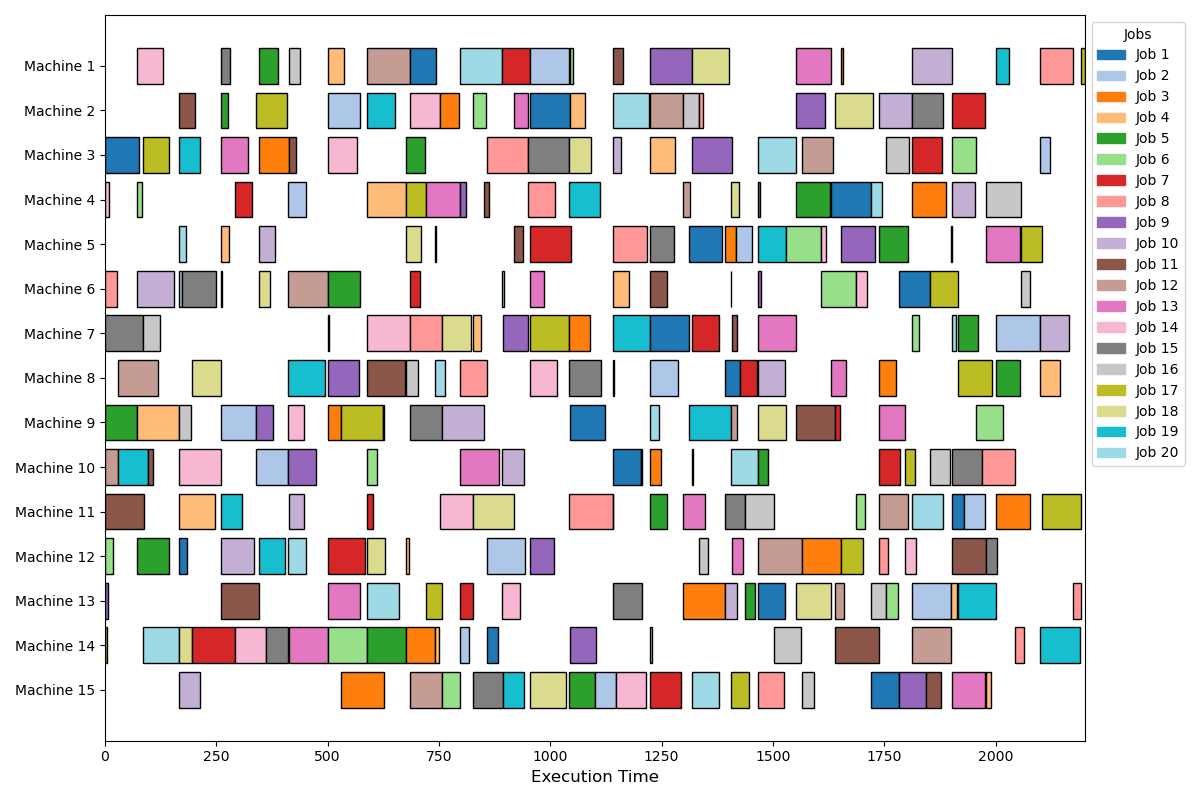 Machine 1
Machine 2
Machine 3
Machine 4
Machine 5
Machine 6
Machine 7
Machine 8
Machine 9
Machine 10
Machine 11
Machine 12
Machine 13
Machine 14
Machine 15
0 250 500 750 1000 1250 1500 1750 2000
Execution Time
Jobs
Job 1
Job 2
Job 3
Job 4
Job 5
Job 6
Job 7
Job 8
Job 9
Job 10
Job 11
Job 12
Job 13
Job 14
Job 15
Job 16
Job 17
Job 18
Job 19
Job 20